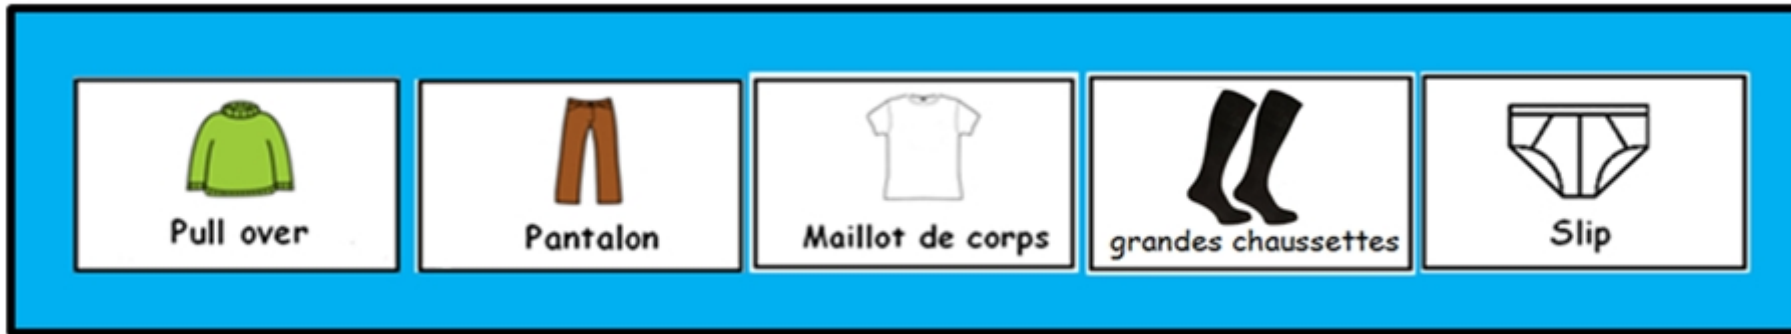 Pull over
Pantalon
Maillot de corps
grandes chaussettes
Slip